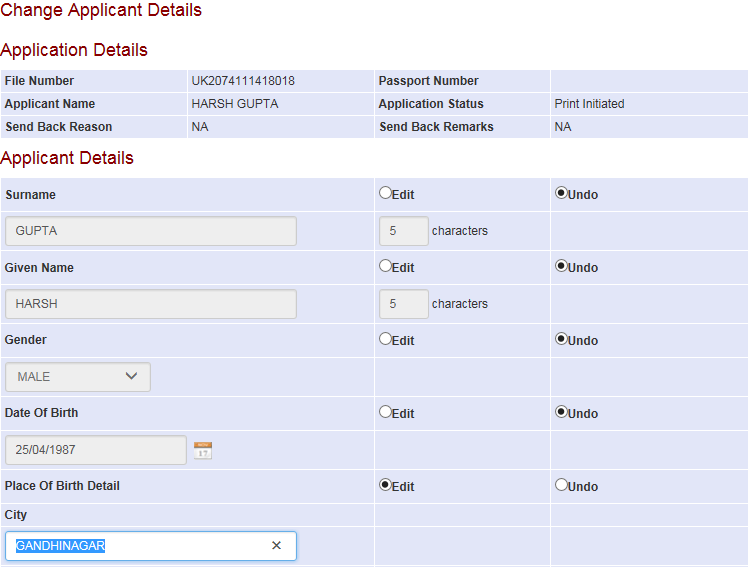 Change Applicant Details
Application Details
File Number UK2074111418018 Passport Number
Applicant Name HARSH GUPTA Application Status Print Initiated
Send Back Reason NA Send Back Remarks NA
Applicant Details
Surname Edit Undo
GUPTA 5 characters
Given Name Edit Undo
HARSH 5 characters
Gender Edit Undo
MALE
Date Of Birth Edit Undo
25/04/1987 17
Place Of Birth Detail Edit Undo
City
GANDHINAGAR